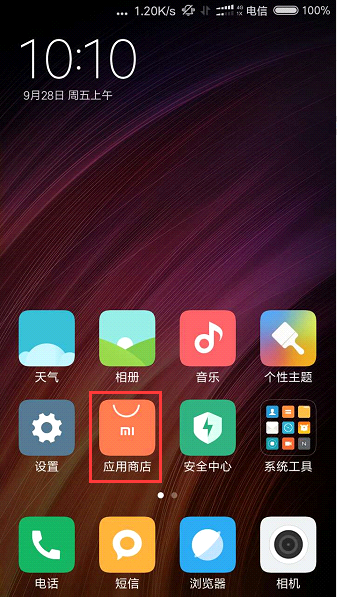 ... 1.20K/s 4G 1X 电信 100%
10:10
9月28日 周五上午
天气 相册 音乐 个性主题
mi
设置 应用商店 安全中心 系统工具
电话 短信 浏览器 相机